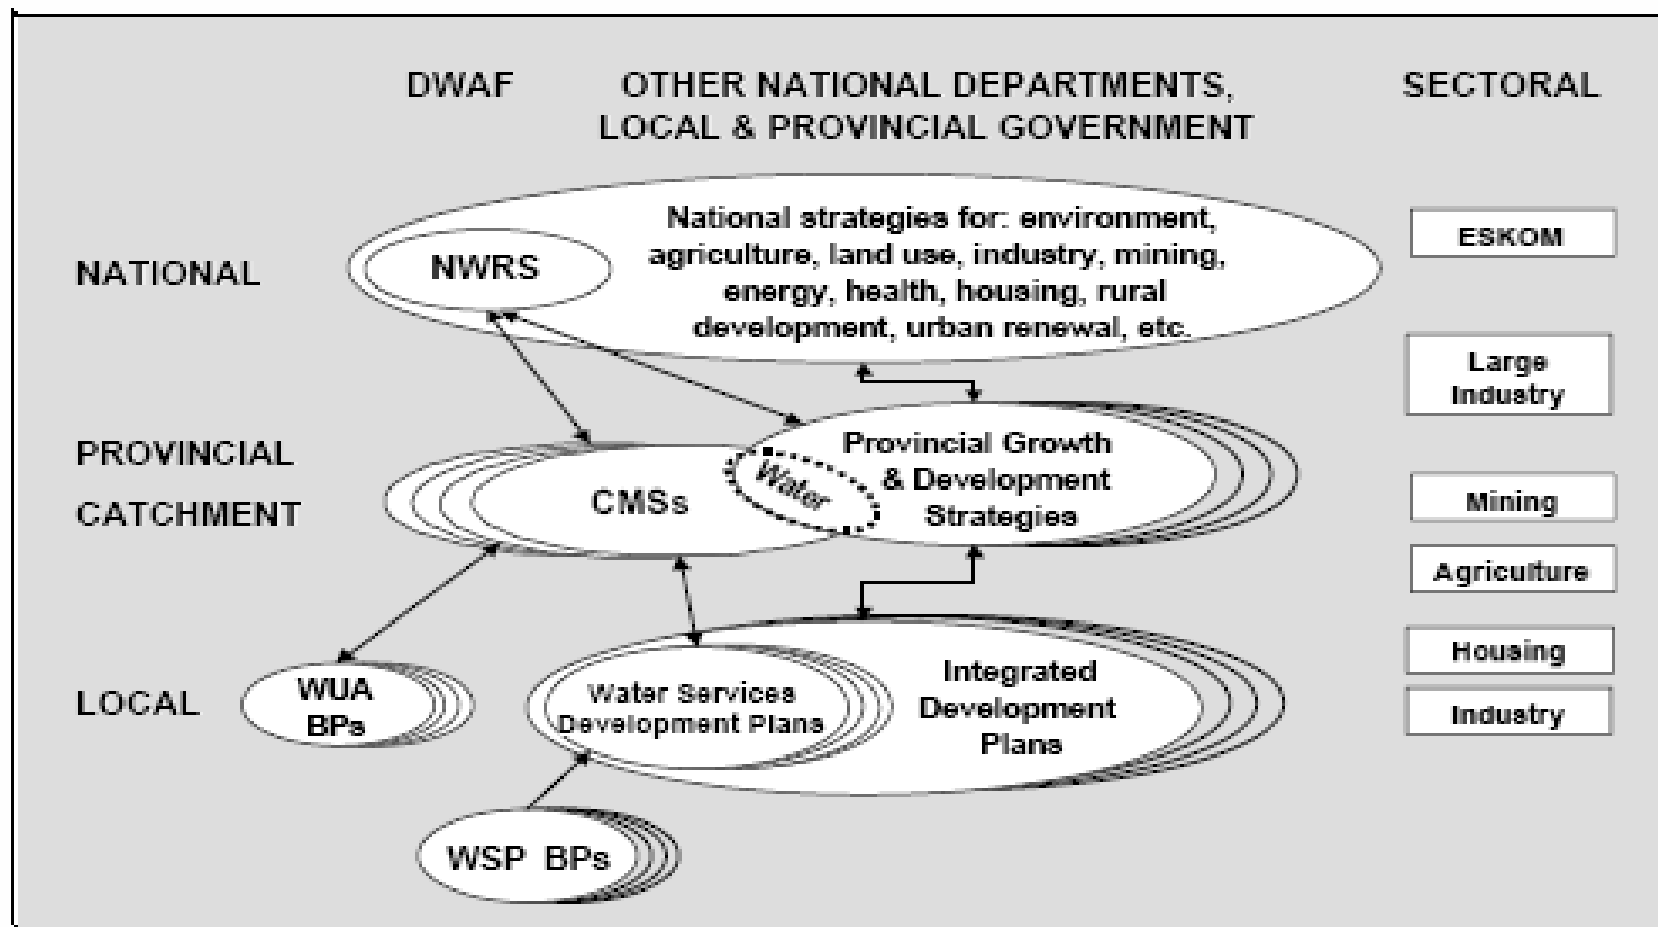 DWAF
OTHER NATIONAL DEPARTMENTS,
LOCAL & PROVINCIAL GOVERNMENT
SECTORAL
NATIONAL
NWRS
National strategies for: environment,
agriculture, land use, industry, mining,
energy, health, housing, rural
development, urban renewal, etc.
ESKOM
Large
Industry
PROVINCIAL
CATCHMENT
CMSs
Water
Provincial Growth
& Development
Strategies
Mining
Agriculture
LOCAL
WUA
BPs
Water Services
Development Plans
Integrated
Development
Plans
Housing
Industry
WSP BPs